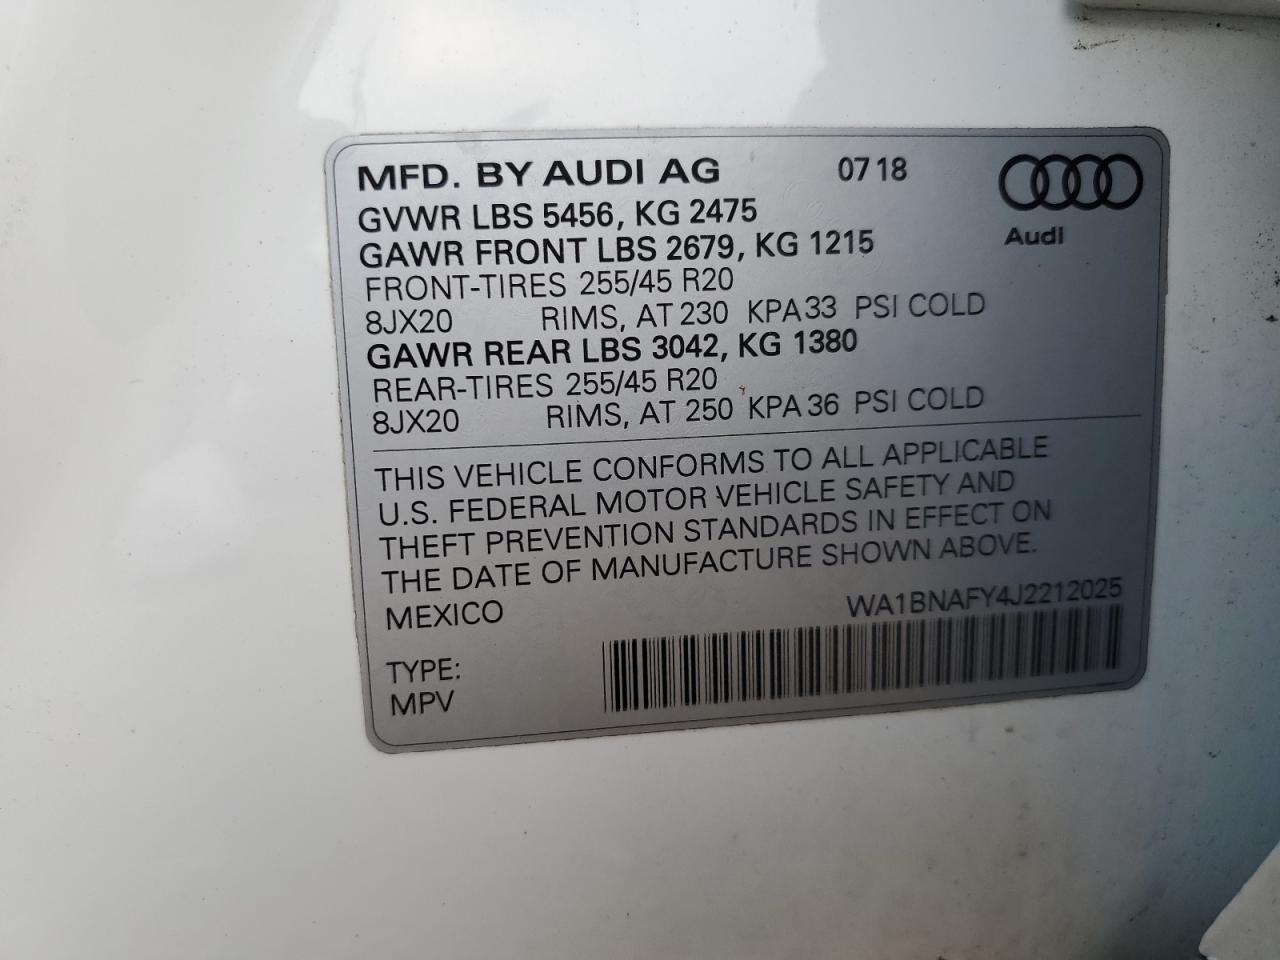 MFD. BY AUDI AG 07 18
GVWR LBS 5456, KG 2475
GAWR FRONT LBS 2679, KG 1215
Audi
FRONT-TIRES 255/45 R20
8JX20 RIMS, AT 230 KPA 33 PSI COLD
GAWR REAR LBS 3042, KG 1380
REAR-TIRES 255/45 R20
8JX20 RIMS, AT 250 KPA 36 PSI COLD
THIS VEHICLE CONFORMS TO ALL APPLICABLE
U.S. FEDERAL MOTOR VEHICLE SAFETY AND
THEFT PREVENTION STANDARDS IN EFFECT ON
THE DATE OF MANUFACTURE SHOWN ABOVE.
MEXICO WA1BNAFY4J2212025
TYPE:
MPV